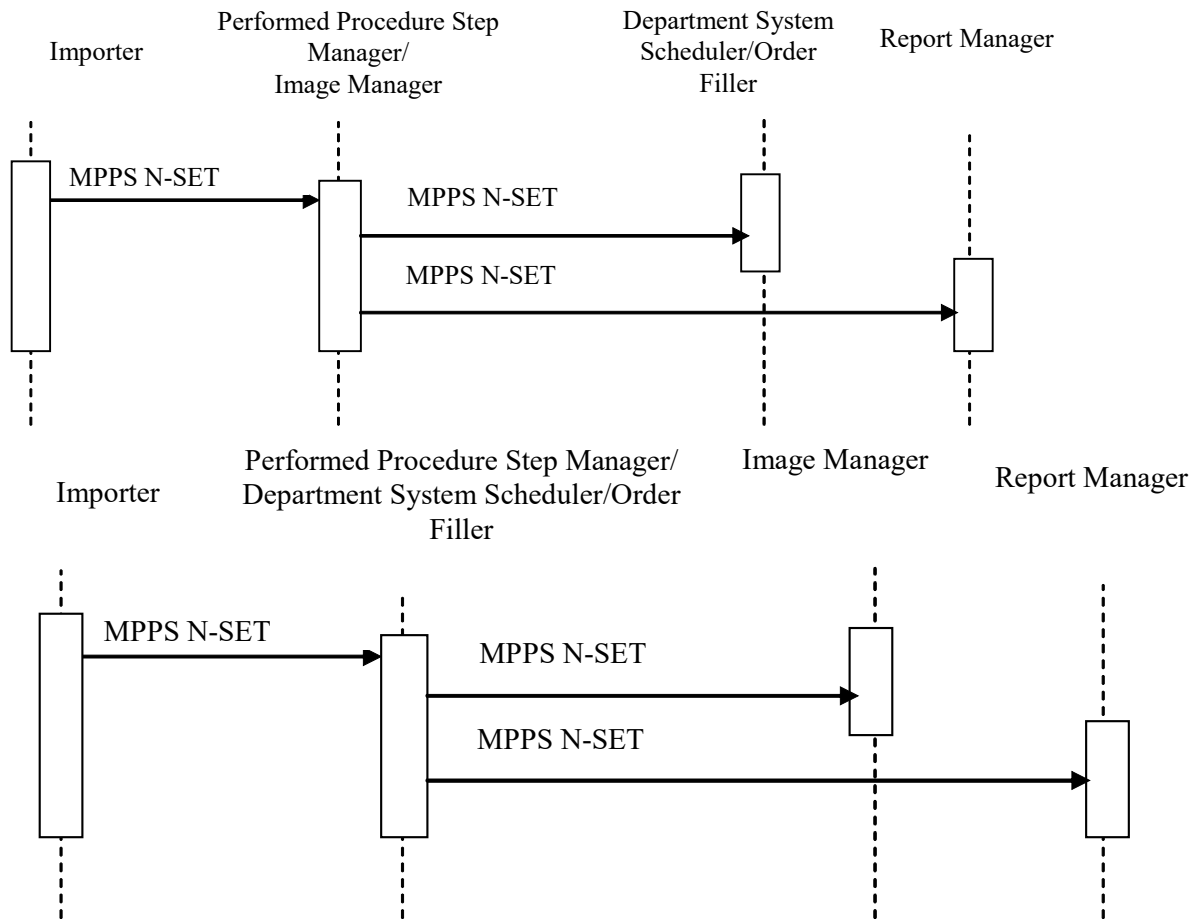 Importer
Performed Procedure Step
Manager/
Image Manager
Department System
Scheduler/Order
Filler
Report Manager
MPPS N-SET
MPPS N-SET
MPPS N-SET
Importer
Performed Procedure Step Manager/
Department System Scheduler/Order
Filler
Image Manager
Report Manager
MPPS N-SET
MPPS N-SET
MPPS N-SET